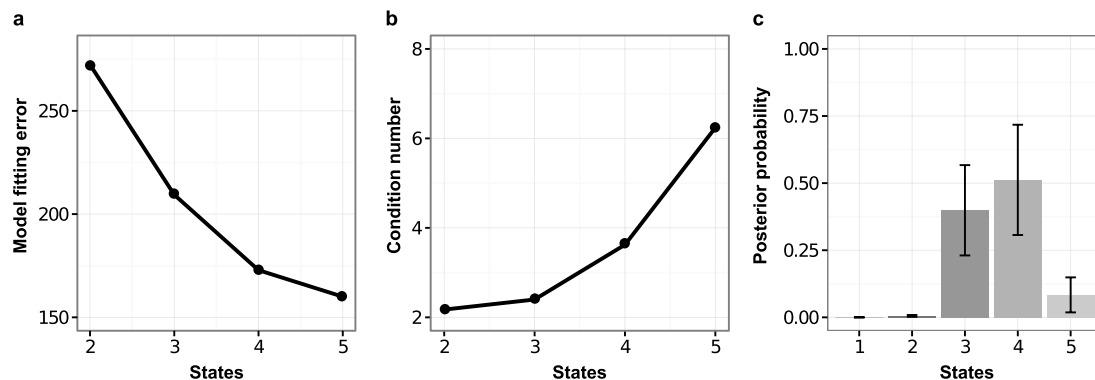 a
Model fitting error
250
200
150
2 3 4 5
States
b
Condition number
8
6
4
2
2 3 4 5
States
c
Posterior probability
1.00
0.75
0.50
0.25
0.00
1 2 3 4 5
States